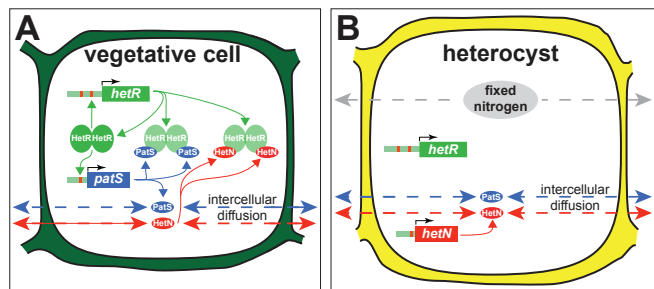 A
vegetative cell
hetR
HetR HetR
HetR HetR
HetR HetR
PatS PatS
HetN HetN
patS
PatS
HetN
intercellular
diffusion
B
heterocyst
fixed
nitrogen
hetR
PatS
HetN
intercellular
diffusion
hetN